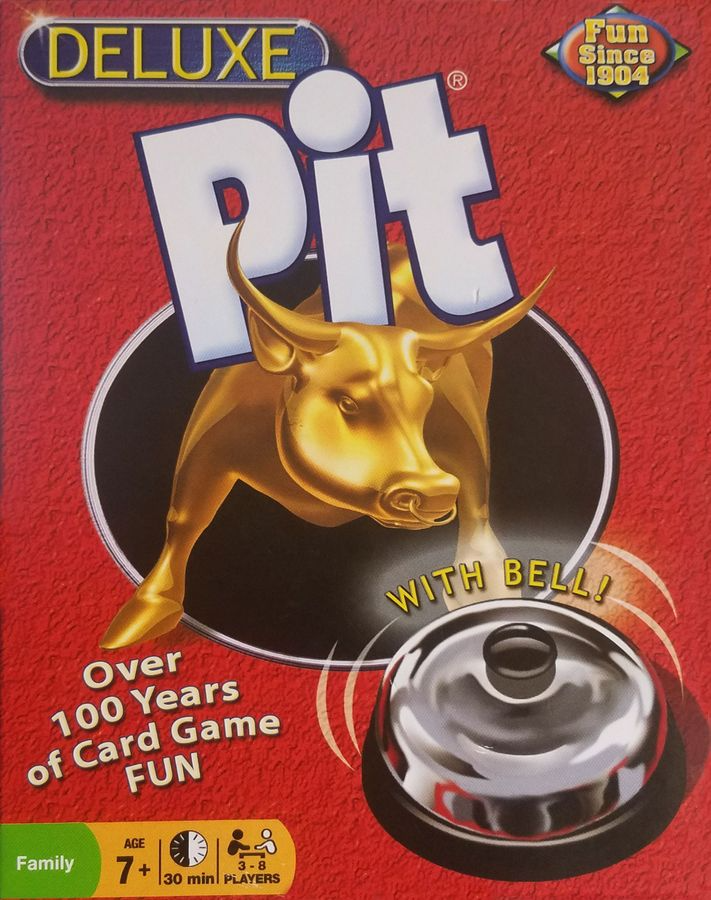 DELUXE
Fun
Since
1904
Pit®
WITH BELL!
Over
100 Years
of Card Game
FUN
Family
AGE
7+
30 min
3 - 8
PLAYERS